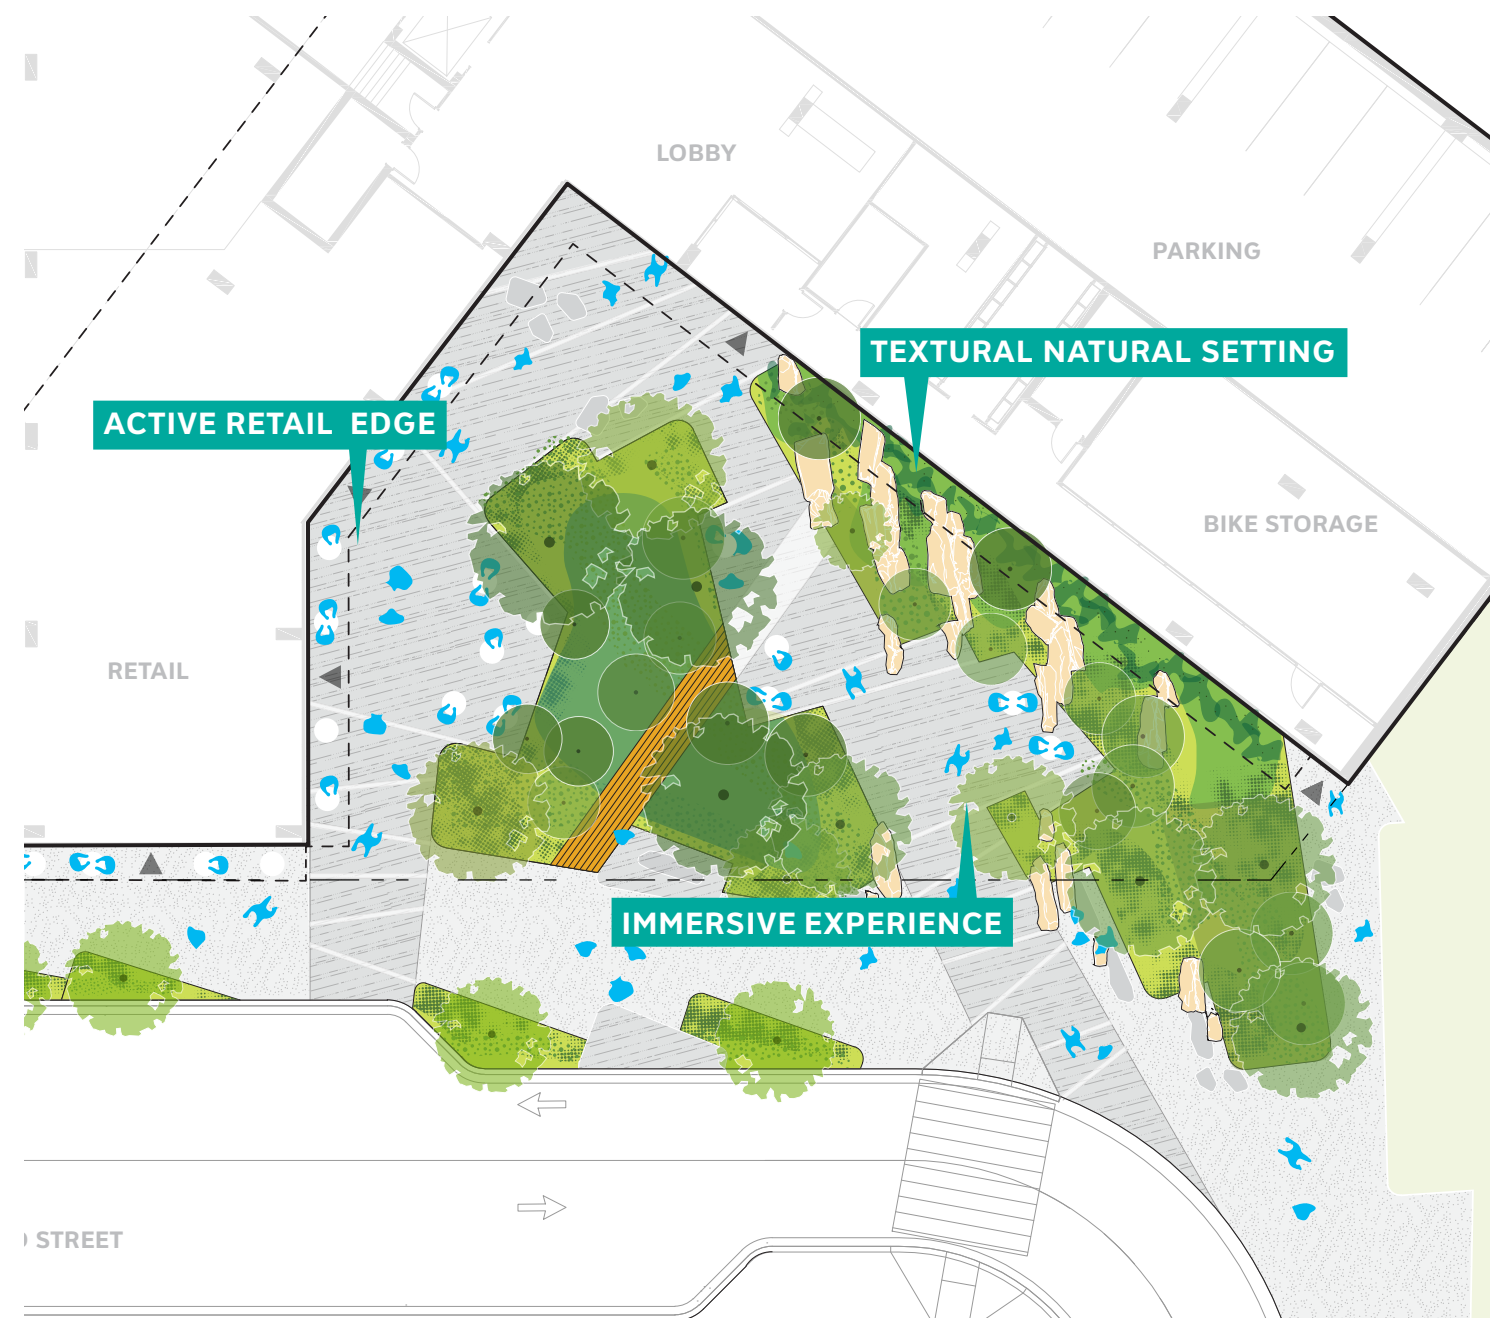 LOBBY
PARKING
TEXTURAL NATURAL SETTING
ACTIVE RETAIL EDGE
BIKE STORAGE
RETAIL
IMMERSIVE EXPERIENCE
STREET